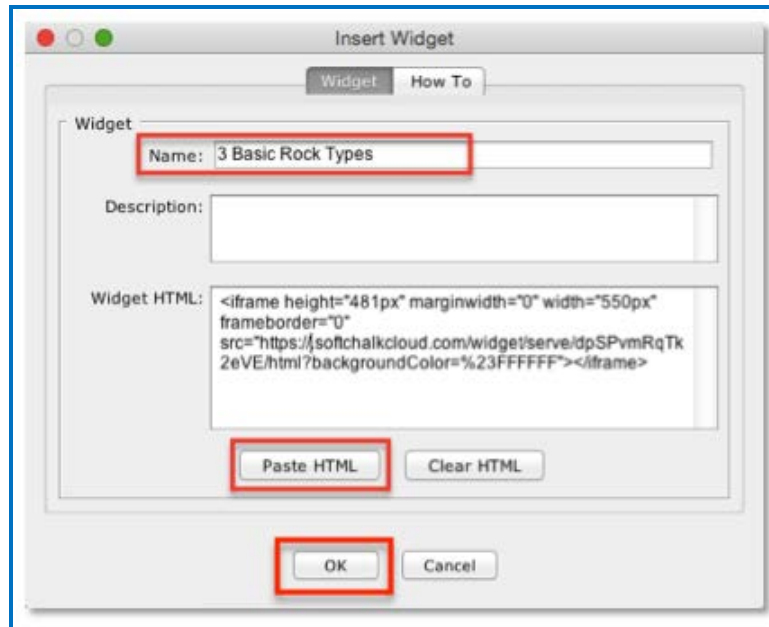 Insert Widget
Widget How To
Widget
Name: 3 Basic Rock Types
Description:
Widget HTML: <iframe height="481px" marginwidth="0" width="550px"
frameborder="0"
src="https://softchalkcloud.com/widget/serve/dpSPvmRqTk
2eVE/html?backgroundColor=%23FFFFFF"></iframe>
Paste HTML Clear HTML
OK Cancel